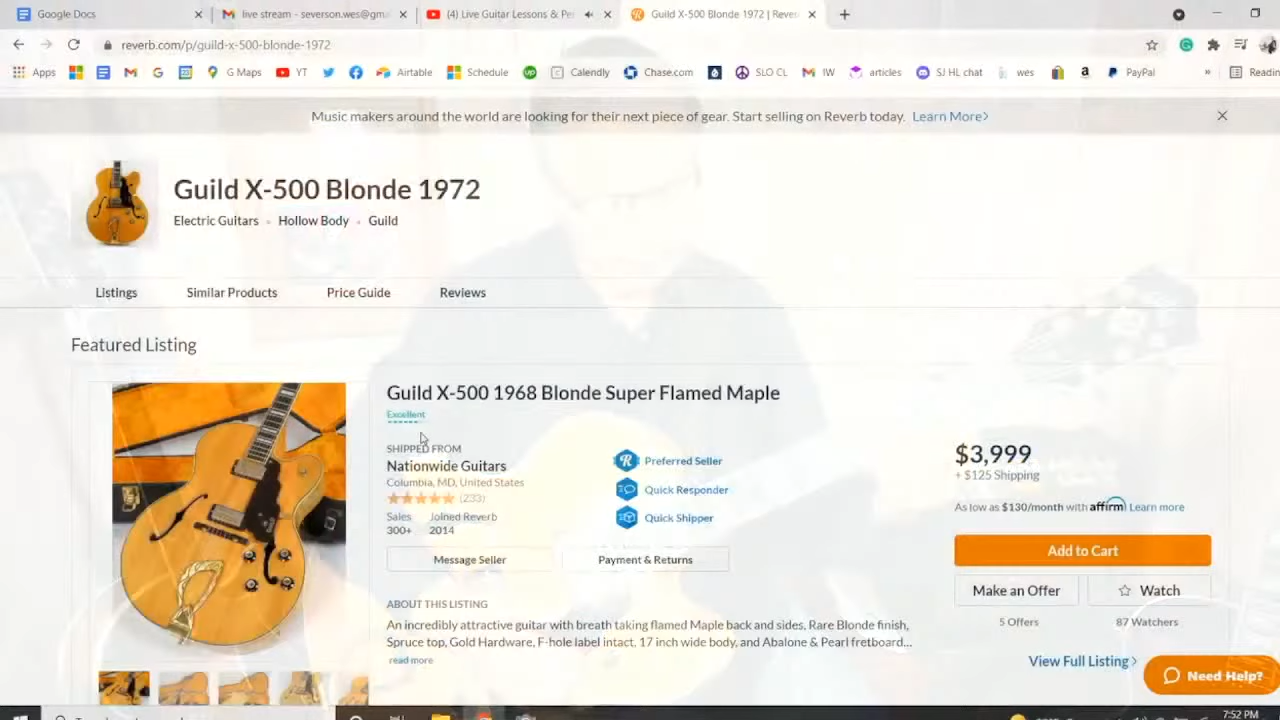 Google Docs
live stream - severson.wes@gma
(4) Live Guitar Lessons & Pe
Guild X-500 Blonde 1972 | Rever
reverb.com/p/guild-x-500-blonde-1972
Apps G Maps YT Airtable Schedule Calendly Chase.com SLO CL IW articles SJ HL chat wes PayPal Readin
Music makers around the world are looking for their next piece of gear. Start selling on Reverb today. Learn More
Guild X-500 Blonde 1972
Electric Guitars • Hollow Body • Guild
Listings Similar Products Price Guide Reviews
Featured Listing
Guild X-500 1968 Blonde Super Flamed Maple
Excellent
SHIPPED FROM
Nationwide Guitars
Columbia, MD, United States
(233)
Sales Joined Reverb
300+ 2014
Preferred Seller
Quick Responder
Quick Shipper
Message Seller Payment & Returns
$3,999
+ $125 Shipping
As low as $130/month with affirm Learn more
Add to Cart
Make an Offer Watch
5 Offers 87 Watchers
ABOUT THIS LISTING
An incredibly attractive guitar with breath taking flamed Maple back and sides, Rare Blonde finish,
Spruce top, Gold Hardware, F-hole label intact, 17 inch wide body, and Abalone & Pearl fretboard...
read more
View Full Listing
Need Help?
7:52 PM